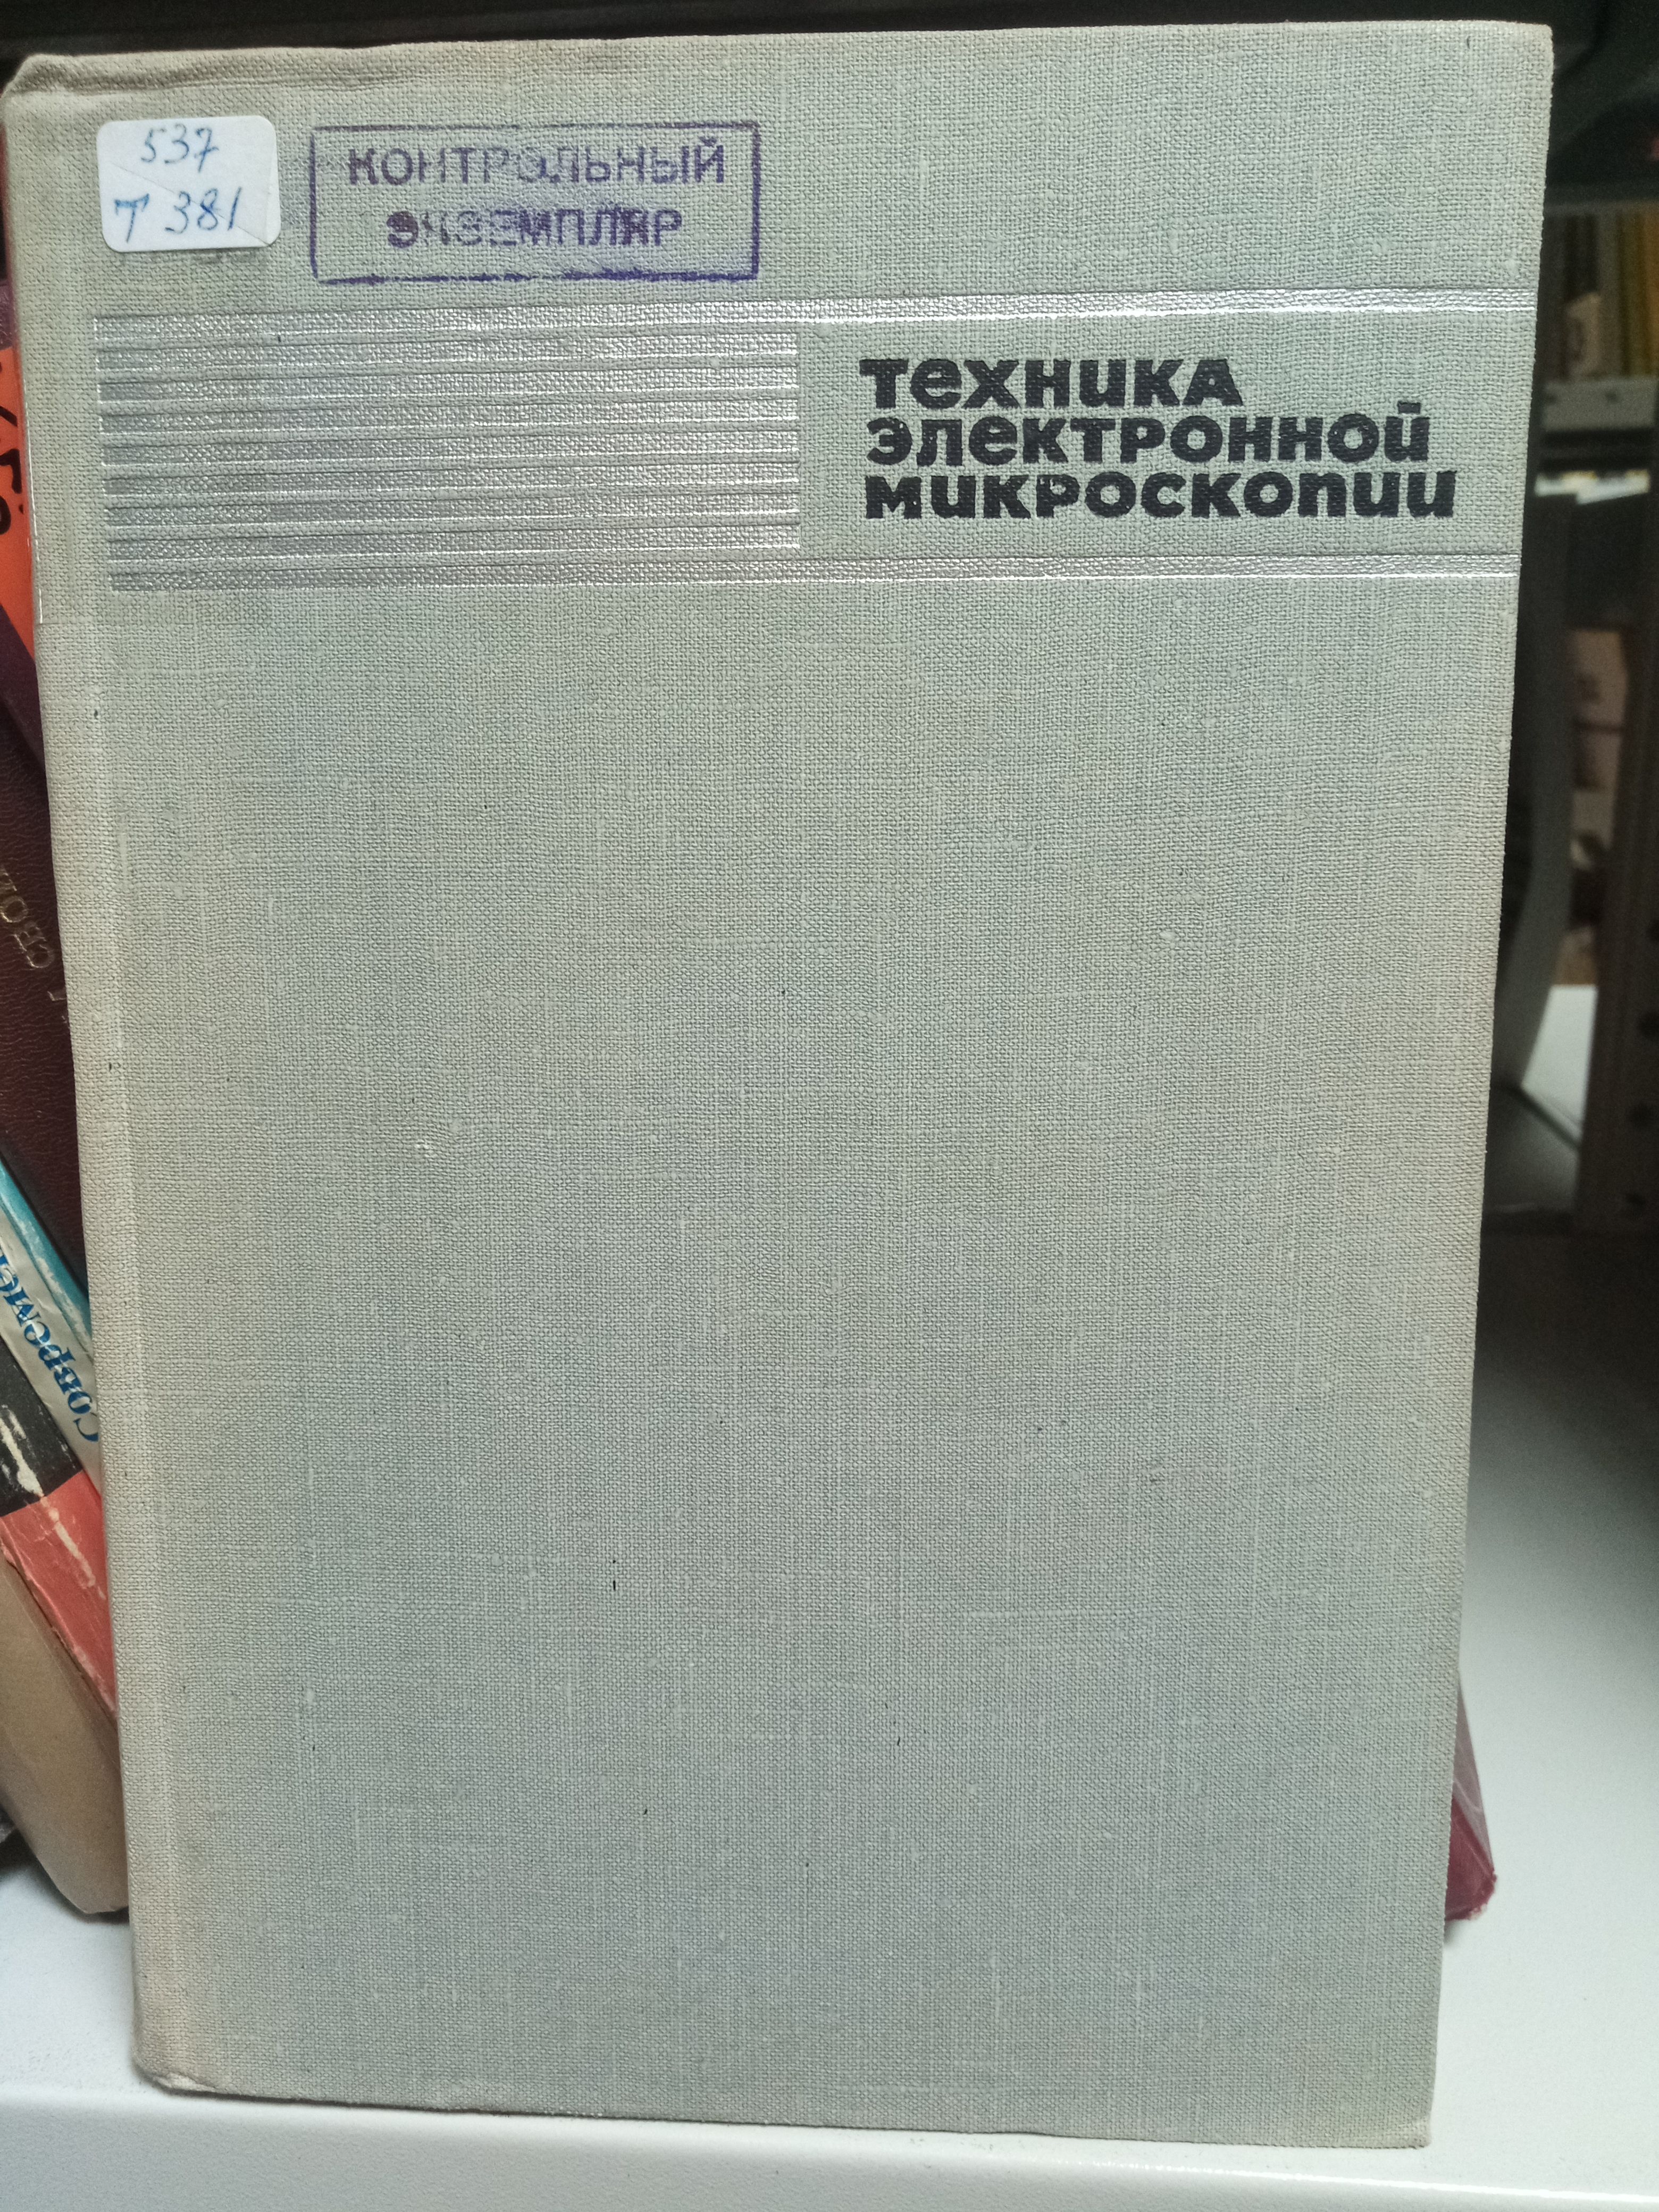 537
Т 381
КОНТРОЛЬНЫЙ
ЭКЗЕМПЛЯР
техника
электронной
микроскопии